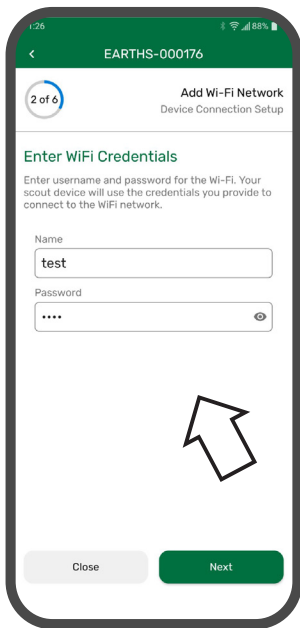 1:26
88%
EARTHS-000176
2 of 6
Add Wi-Fi Network
Device Connection Setup
Enter WiFi Credentials
Enter username and password for the Wi-Fi. Your
scout device will use the credentials you provide to
connect to the WiFi network.
Name
test
Password
••••
Close
Next